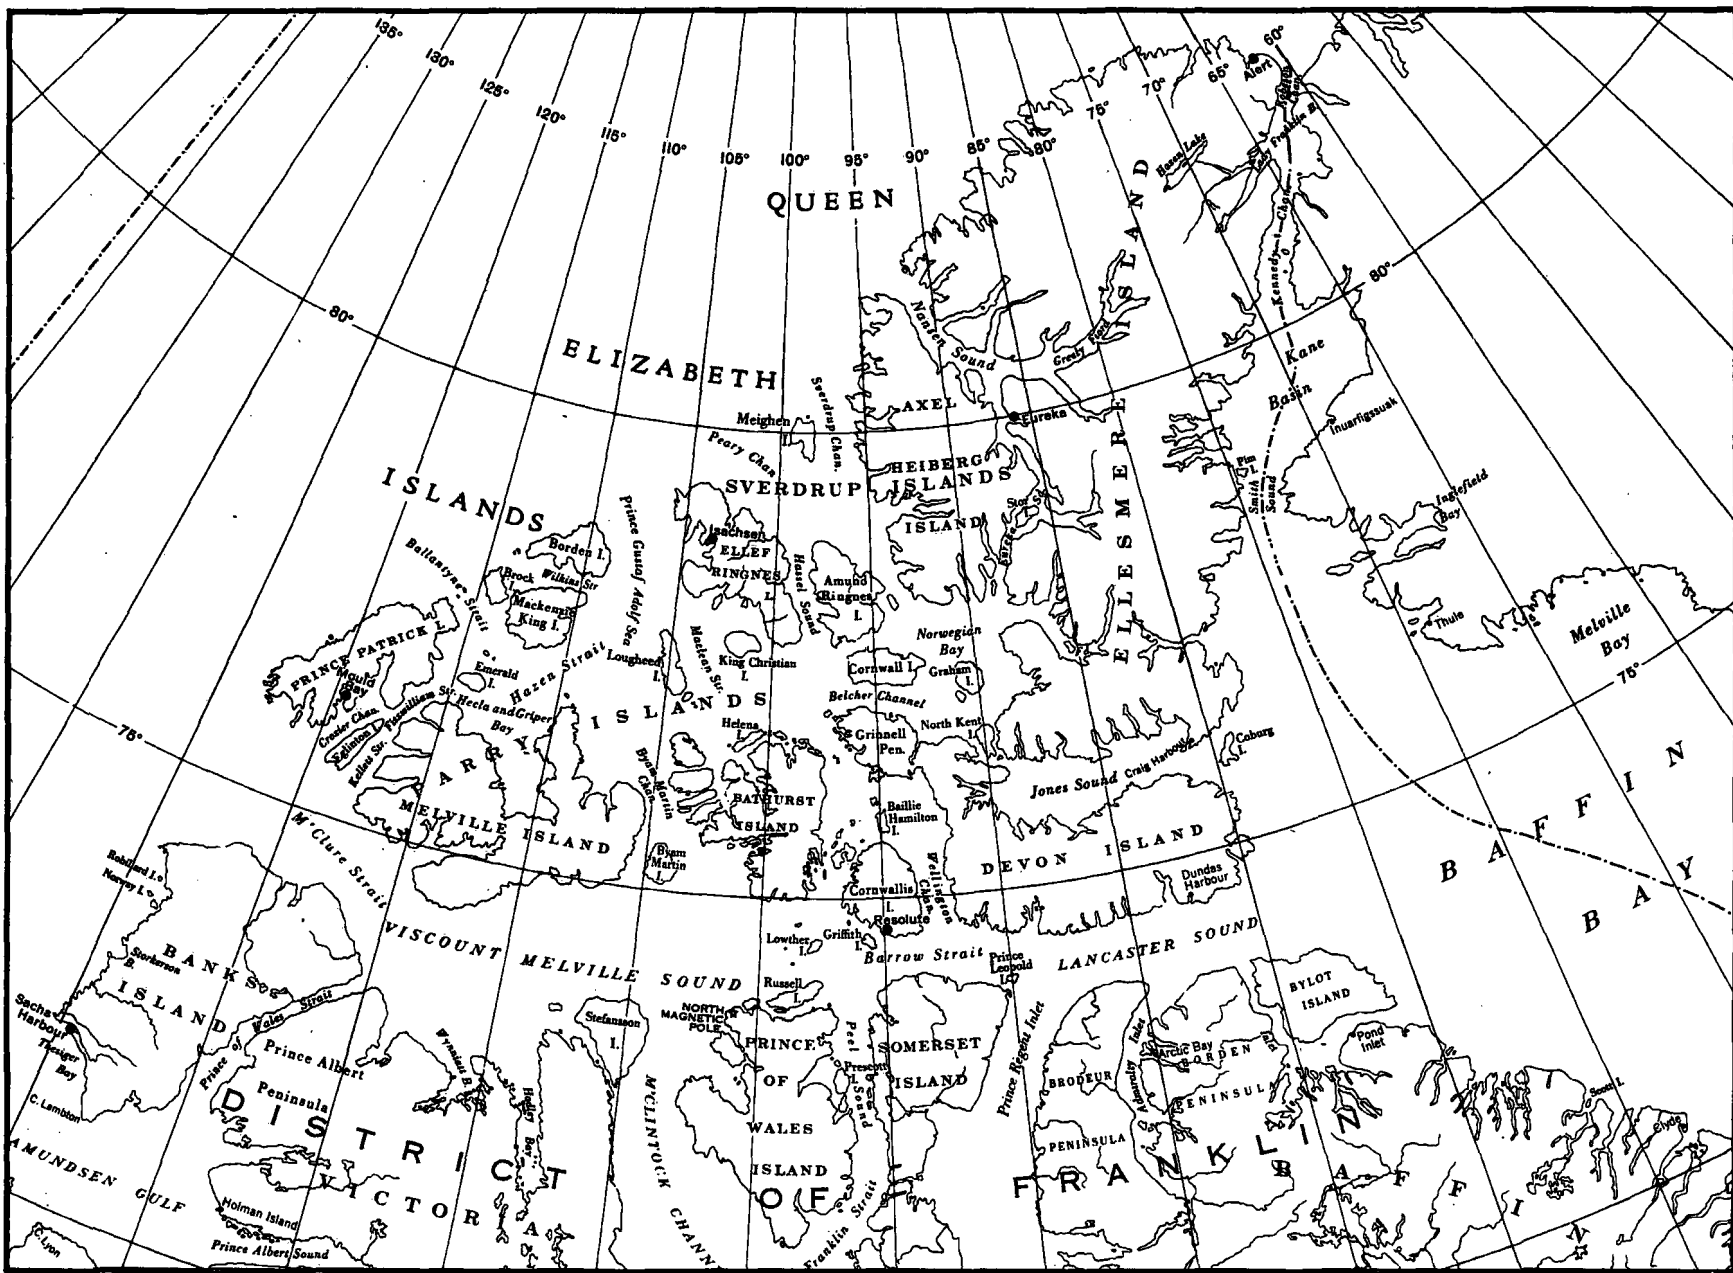 135°
130°
125°
120°
115°
110°
105°
100°
95°
90°
85°
80°
75°
70°
65°
60°
Alert
Robeson Chan.
Lady Franklin B.
Hazen Lake
QUEEN
ELIZABETH
ISLANDS
80°
80°
Kennedy Chan.
Nansen
Sound
Greely Fiord
ELLESMERE ISLAND
Kane
Basin
Inuarfigssuak
Meighen
I.
Sverdrup Chan.
Peary Chan.
AXEL
HEIBERG
ISLAND
Eureka
SVERDRUP ISLANDS
Stor I.
Eureka Sd.
Pim
I.
Smith
Sound
Inglefield
Bay
Thule
Melville
Bay
75°
Prince Gustaf Adolf Sea
Isachsen
ELLEF
RINGNES
I.
Hassel Sound
Amund
Ringnes
I.
Borden I.
Brock
I.
Wilkins Str
Mackenzie
King I.
Ballantyne Strait
PRINCE PATRICK
I.
Mould
Bay
Emerald
I.
Hazen Strait
Lougheed
I.
Maclean Str.
King Christian
I.
Cornwall I.
Norwegian
Bay
Graham
I.
Belcher Channel
Crozier Chan.
Eglinton I.
Kellett Str.
Fitzwilliam Str.
Hecla and Griper
Bay
PARRY
ISLANDS
Helena
I.
Grinnell
Pen.
North Kent
I.
Coburg
I.
Craig Harbour
Jones Sound
75°
Byam Martin
Chan.
BATHURST
ISLAND
Baillie
Hamilton
I.
MELVILLE ISLAND
Byam
Martin
I.
DEVON ISLAND
Dundas
Harbour
Wellington
Chan.
Cornwallis
I.
Resolute
BAFFIN
BAY
M'Clure Strait
Robilliard I.
Norway I.
VISCOUNT MELVILLE SOUND
Lowther
I.
Griffith
I.
Barrow Strait
Prince
Leopold
I.
LANCASTER SOUND
BANKS
ISLAND
Storkerson
B.
Sachs
Harbour
Thesiger
Bay
Russell
I.
NORTH
MAGNETIC
POLE
Stefansson
I.
BYLOT
ISLAND
Prince of Wales Strait
Prince Albert
Peninsula
Wynniatt B.
Hadley Bay
PRINCE
OF
WALES
ISLAND
Peel
Sound
Prescott
I.
SOMERSET
ISLAND
Prince Regent Inlet
BRODEUR
PENINSULA
Admiralty Inlet
Arctic Bay
BORDEN
PENINSULA
Pond
Inlet
Scott I.
Clyde
C. Lambton
AMUNDSEN GULF
DISTRICT OF FRANKLIN
M'CLINTOCK
CHANN
Franklin Strait
VICTORIA
Holman Island
Prince Albert Sound
C. Lyon
BAFFIN